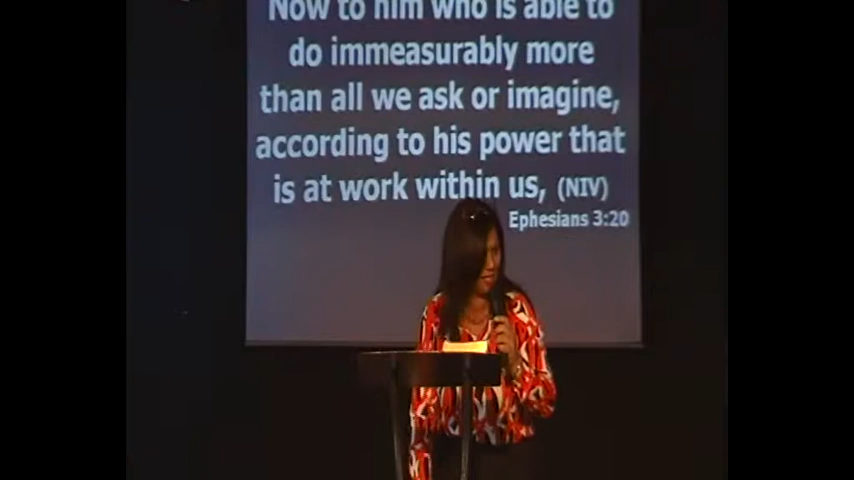 Now to him who is able to
do immeasurably more
than all we ask or imagine,
according to his power that
is at work within us, (NIV)
Ephesians 3:20